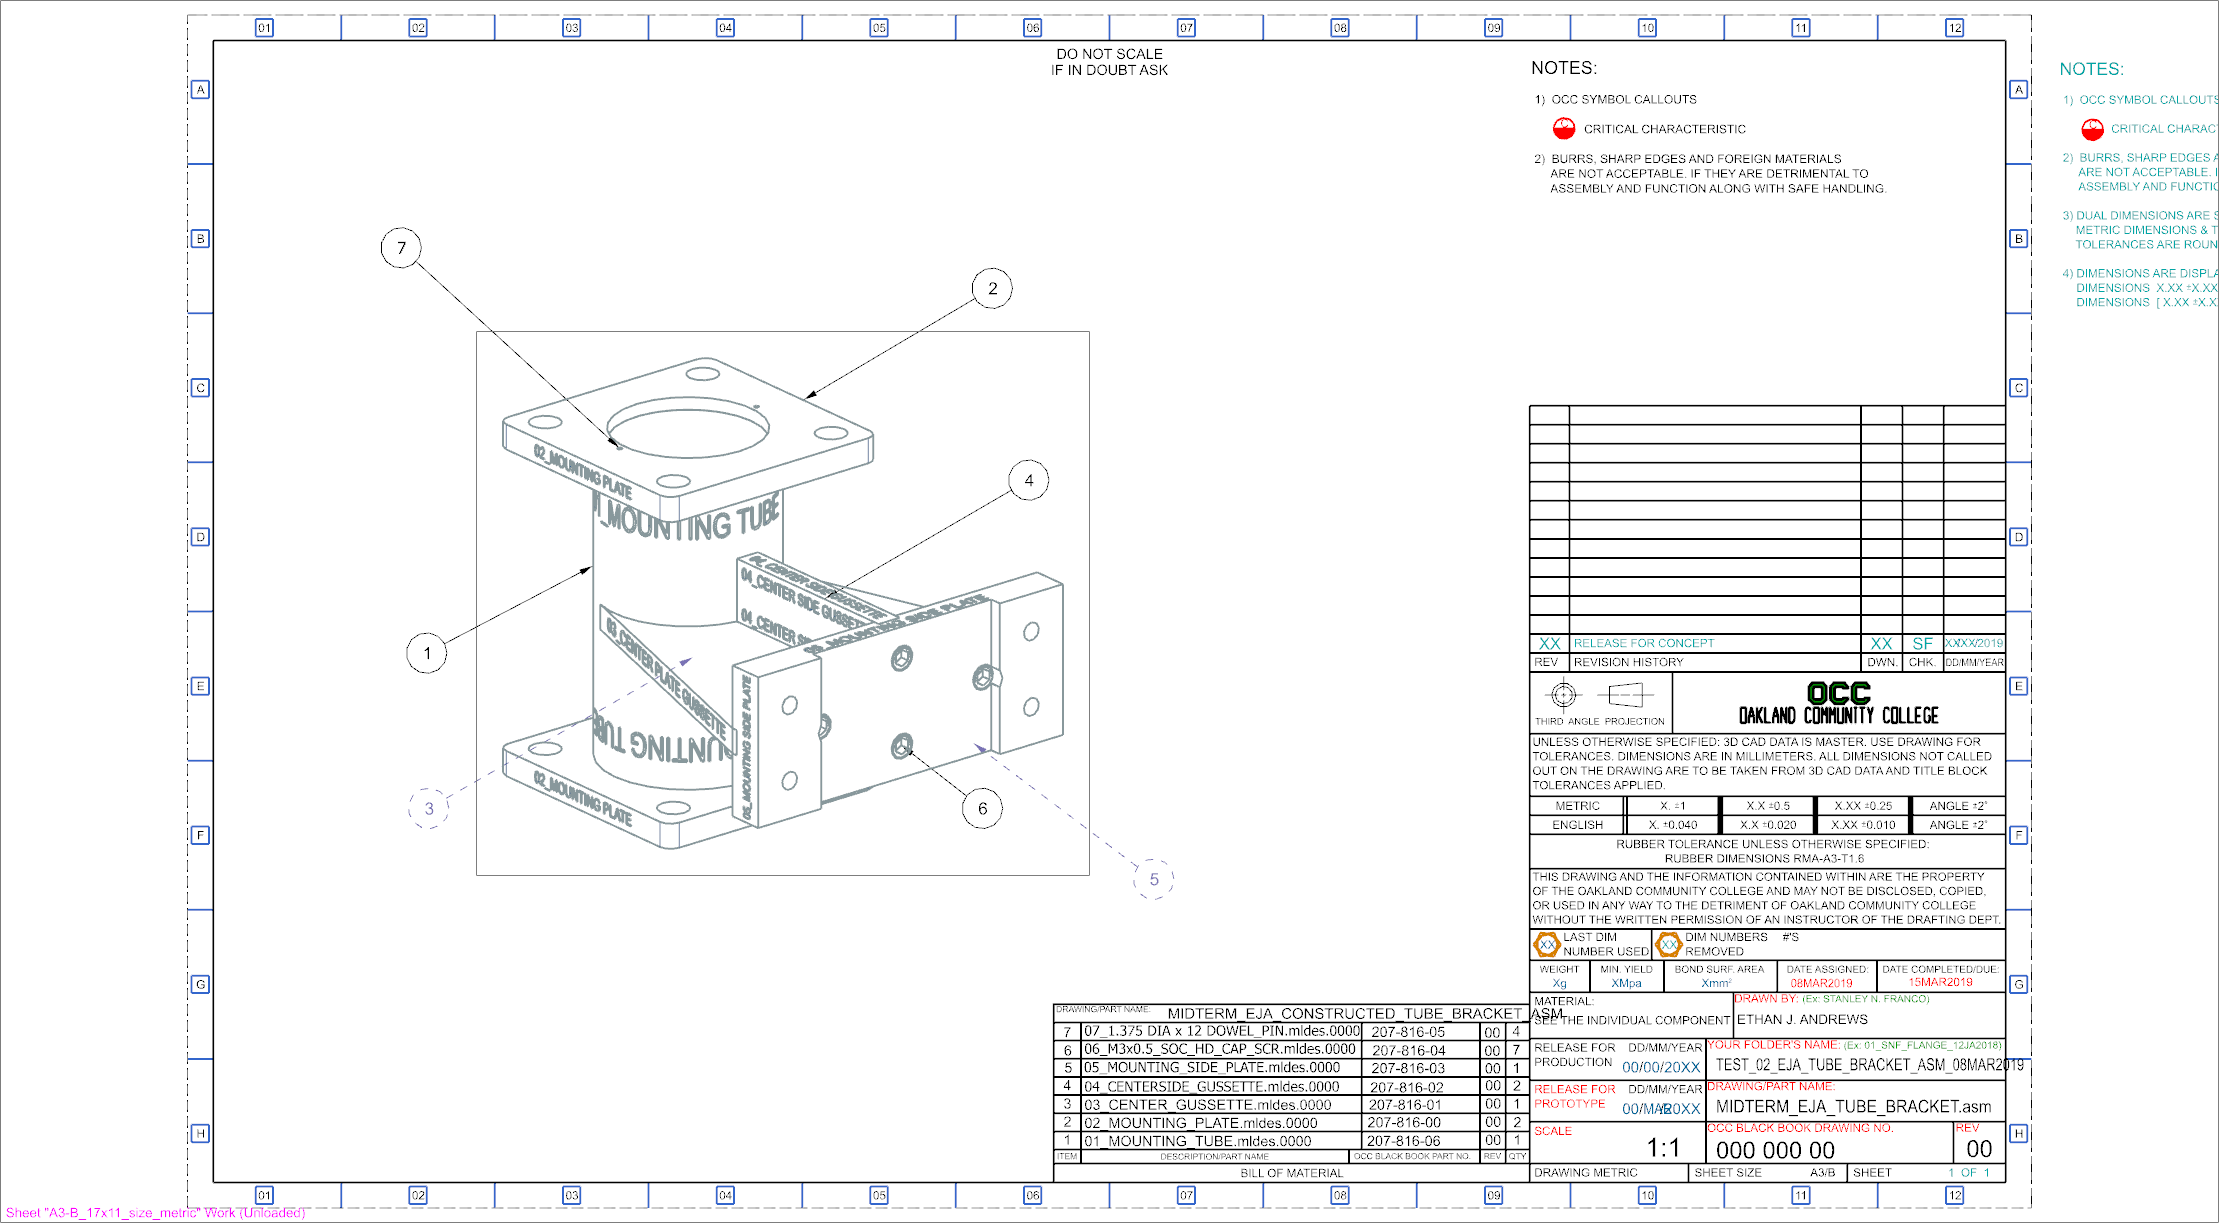 01 02 03 04 05 06 07 08 09 10 11 12
DO NOT SCALE
IF IN DOUBT ASK
NOTES:
1) OCC SYMBOL CALLOUTS
CRITICAL CHARACTERISTIC
2) BURRS, SHARP EDGES AND FOREIGN MATERIALS
ARE NOT ACCEPTABLE. IF THEY ARE DETRIMENTAL TO
ASSEMBLY AND FUNCTION ALONG WITH SAFE HANDLING.
NOTES:
1) OCC SYMBOL CALLOUTS
CRITICAL CHARAC
2) BURRS, SHARP EDGES A
ARE NOT ACCEPTABLE. I
ASSEMBLY AND FUNCTIO
3) DUAL DIMENSIONS ARE S
METRIC DIMENSIONS & T
TOLERANCES ARE ROUN
4) DIMENSIONS ARE DISPLA
DIMENSIONS X.XX ±X.XX
DIMENSIONS [ X.XX ±X.X
A A
B B
C C
D D
E E
F F
G G
H H
7
2
4
1
3
6
5
02_MOUNTING PLATE
_MOUNTING TUBE
04_CENTER SIDE GUSSETTE
04_CENTER SIDE GUSSE
04_CENTER S
03_CENTER PLATE GUSSETTE
05_MOUNTING SIDE PLATE
05_MOUNTING SIDE PLATE
UNTING TUB
02_MOUNTING PLATE
XX RELEASE FOR CONCEPT XX SF XX/XX/2019
REV REVISION HISTORY DWN. CHK. DD/MM/YEAR
THIRD ANGLE PROJECTION
OCC
OAKLAND COMMUNITY COLLEGE
UNLESS OTHERWISE SPECIFIED: 3D CAD DATA IS MASTER. USE DRAWING FOR
TOLERANCES. DIMENSIONS ARE IN MILLIMETERS. ALL DIMENSIONS NOT CALLED
OUT ON THE DRAWING ARE TO BE TAKEN FROM 3D CAD DATA AND TITLE BLOCK
TOLERANCES APPLIED.
METRIC X. ±1 X.X ±0.5 X.XX ±0.25 ANGLE ±2°
ENGLISH X. ±0.040 X.X ±0.020 X.XX ±0.010 ANGLE ±2°
RUBBER TOLERANCE UNLESS OTHERWISE SPECIFIED:
RUBBER DIMENSIONS RMA-A3-T1.6
THIS DRAWING AND THE INFORMATION CONTAINED WITHIN ARE THE PROPERTY
OF THE OAKLAND COMMUNITY COLLEGE AND MAY NOT BE DISCLOSED, COPIED,
OR USED IN ANY WAY TO THE DETRIMENT OF OAKLAND COMMUNITY COLLEGE
WITHOUT THE WRITTEN PERMISSION OF AN INSTRUCTOR OF THE DRAFTING DEPT.
XX LAST DIM
NUMBER USED
XX DIM NUMBERS #'S
REMOVED
WEIGHT MIN. YIELD BOND SURF. AREA DATE ASSIGNED: DATE COMPLETED/DUE:
Xg XMpa Xmm² 08MAR2019 15MAR2019
MATERIAL:
SEE THE INDIVIDUAL COMPONENT
DRAWN BY: (Ex: STANLEY N. FRANCO)
ETHAN J. ANDREWS
RELEASE FOR DD/MM/YEAR
PRODUCTION 00/00/20XX
YOUR FOLDER'S NAME: (Ex: 01_SNF_FLANGE_12JA2018)
TEST_02_EJA_TUBE_BRACKET_ASM_08MAR2019
RELEASE FOR DD/MM/YEAR
PROTOTYPE 00/MAR/20XX
DRAWING/PART NAME:
MIDTERM_EJA_TUBE_BRACKET.asm
SCALE
1:1
OCC BLACK BOOK DRAWING NO. REV
000 000 00 00
DRAWING METRIC SHEET SIZE A3/B SHEET 1 OF 1
DRAWING/PART NAME: MIDTERM_EJA_CONSTRUCTED_TUBE_BRACKET_ASM
7 07_1.375 DIA x 12 DOWEL_PIN.mldes.0000 207-816-05 00 4
6 06_M3x0.5_SOC_HD_CAP_SCR.mldes.0000 207-816-04 00 7
5 05_MOUNTING_SIDE_PLATE.mldes.0000 207-816-03 00 1
4 04_CENTERSIDE_GUSSETTE.mldes.0000 207-816-02 00 2
3 03_CENTER_GUSSETTE.mldes.0000 207-816-01 00 1
2 02_MOUNTING_PLATE.mldes.0000 207-816-00 00 2
1 01_MOUNTING_TUBE.mldes.0000 207-816-06 00 1
ITEM DESCRIPTION/PART NAME OCC BLACK BOOK PART NO. REV QTY
BILL OF MATERIAL
01 02 03 04 05 06 07 08 09 10 11 12
Sheet "A3-B_17x11_size_metric" Work (Unloaded)